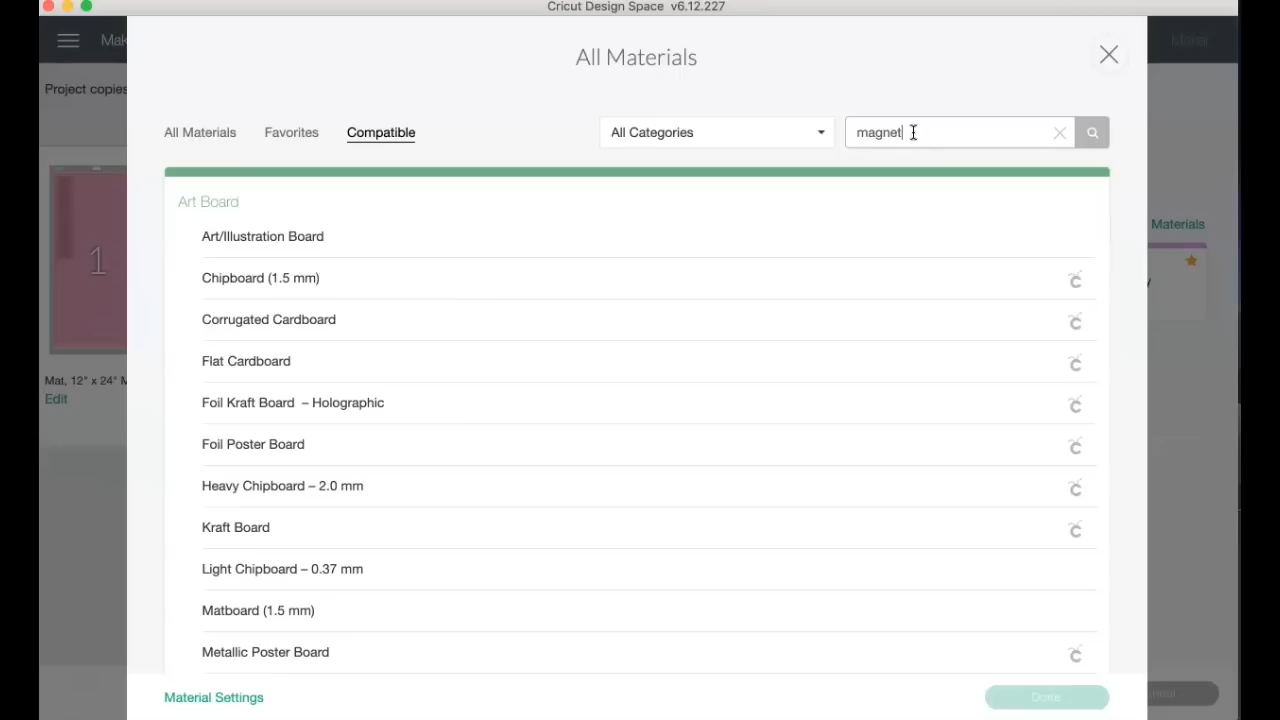 Cricut Design Space v6.12.227
Mak
Maker
All Materials
Project copies
All Materials Favorites Compatible All Categories magnet
Art Board
Art/Illustration Board
Materials
1
Chipboard (1.5 mm)
Corrugated Cardboard
Flat Cardboard
Mat, 12" x 24" M
Edit
Foil Kraft Board – Holographic
Foil Poster Board
Heavy Chipboard – 2.0 mm
Kraft Board
Light Chipboard – 0.37 mm
Matboard (1.5 mm)
Metallic Poster Board
Material Settings
Done